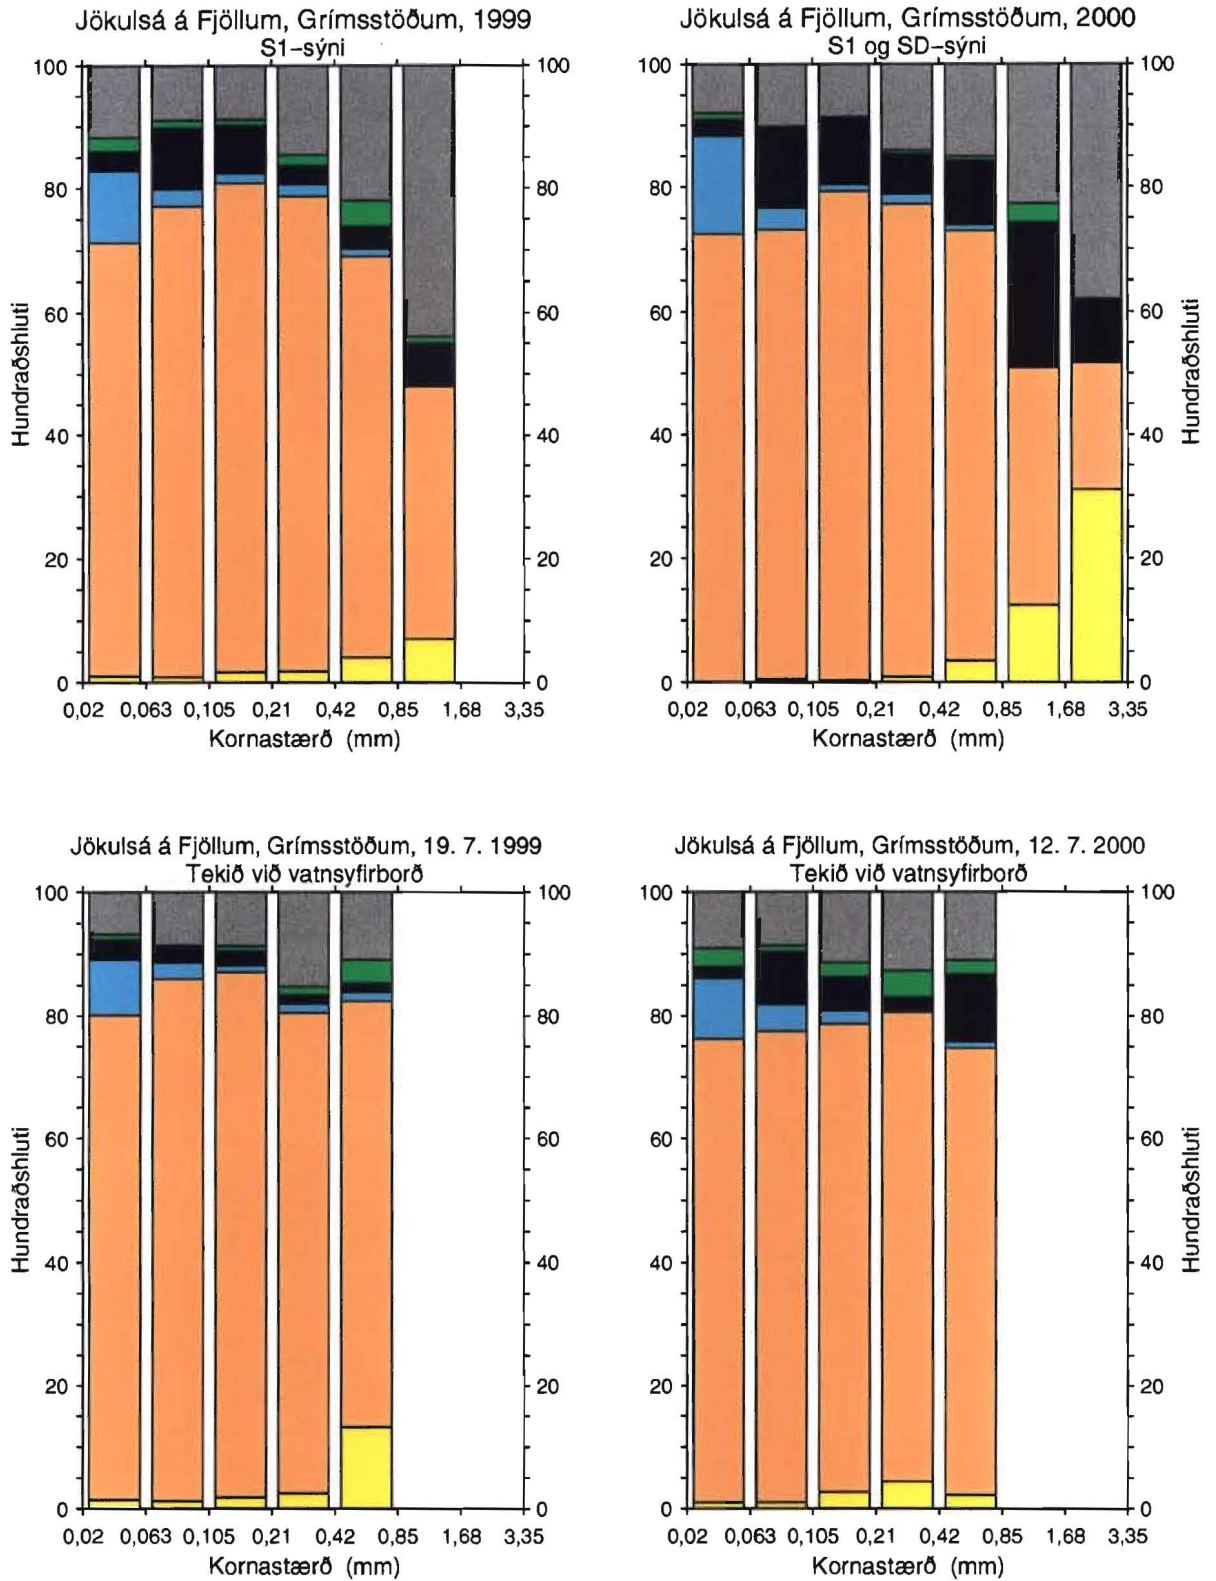 Jökulsá á Fjöllum, Grímsstöðum, 1999
S1–sýni
100
80
60
40
20
0
100
80
60
40
20
0
Hundraðshluti
0,02 0,063 0,105 0,21 0,42 0,85 1,68 3,35
Kornastærð (mm)
Jökulsá á Fjöllum, Grímsstöðum, 2000
S1 og SD–sýni
100
80
60
40
20
0
100
80
60
40
20
0
Hundraðshluti
0,02 0,063 0,105 0,21 0,42 0,85 1,68 3,35
Kornastærð (mm)
Jökulsá á Fjöllum, Grímsstöðum, 19. 7. 1999
Tekið við vatnsyfirborð
100
80
60
40
20
0
100
80
60
40
20
0
Hundraðshluti
0,02 0,063 0,105 0,21 0,42 0,85 1,68 3,35
Kornastærð (mm)
Jökulsá á Fjöllum, Grímsstöðum, 12. 7. 2000
Tekið við vatnsyfirborð
100
80
60
40
20
0
100
80
60
40
20
0
Hundraðshluti
0,02 0,063 0,105 0,21 0,42 0,85 1,68 3,35
Kornastærð (mm)